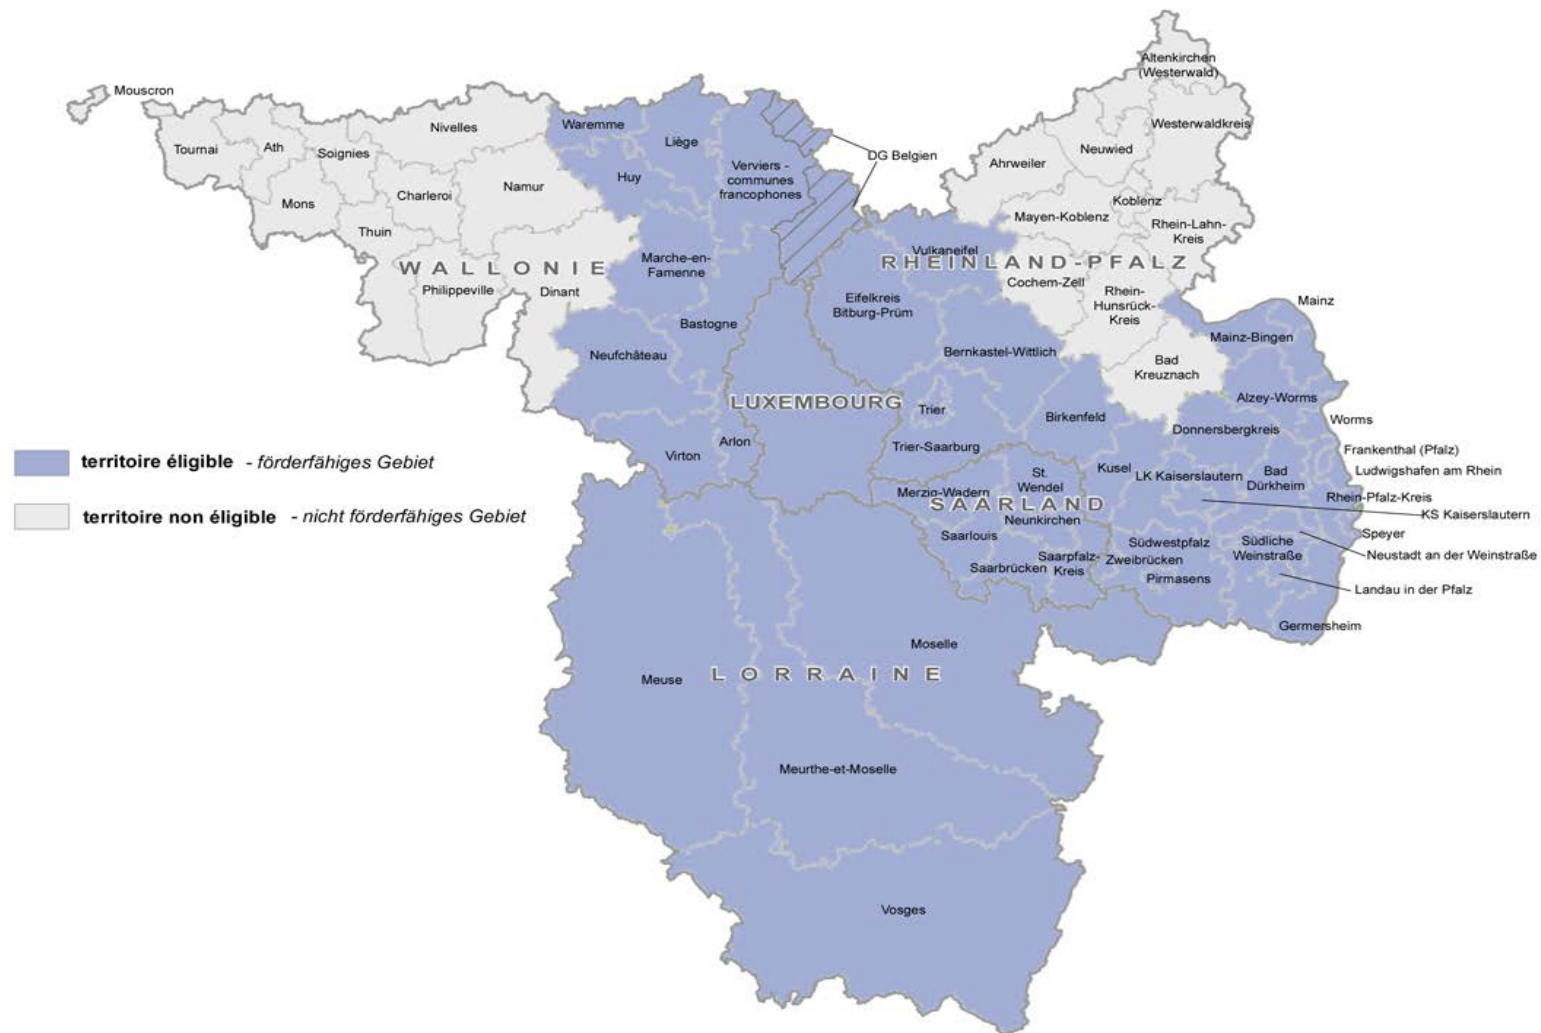 Altenkirchen
(Westerwald)
Mouscron
Nivelles
Waremme
Westerwaldkreis
Tournai
Ath
Soignies
Liège
Neuwied
DG Belgien
Ahrweiler
Huy
Verviers -
communes
francophones
Namur
Charleroi
Mons
Koblenz
Mayen-Koblenz
Rhein-Lahn-
Kreis
Thuin
Vulkaneifel
WALLONIE
RHEINLAND-PFALZ
Marche-en-
Famenne
Cochem-Zell
Philippeville
Dinant
Eifelkreis
Bitburg-Prüm
Rhein-
Hunsrück-
Kreis
Mainz
Bastogne
Mainz-Bingen
Neufchâteau
Bernkastel-Wittlich
Bad
Kreuznach
LUXEMBOURG
Alzey-Worms
Trier
Birkenfeld
Worms
Donnersbergkreis
Arlon
Trier-Saarburg
Frankenthal (Pfalz)
Virton
territoire éligible - förderfähiges Gebiet
Kusel
LK Kaiserslautern
Bad
Dürkheim
Ludwigshafen am Rhein
St.
Wendel
Merzig-Wadern
Rhein-Pfalz-Kreis
SAARLAND
KS Kaiserslautern
territoire non éligible - nicht förderfähiges Gebiet
Neunkirchen
Saarlouis
Speyer
Südwestpfalz
Südliche
Weinstraße
Neustadt an der Weinstraße
Saarbrücken
Saarpfalz-
Kreis
Zweibrücken
Pirmasens
Landau in der Pfalz
Germersheim
Moselle
Meuse
LORRAINE
Meurthe-et-Moselle
Vosges